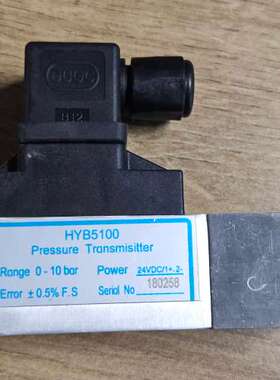 HYB5100
Pressure Transmisitter
Range 0-10 bar Power 24VDC/1+.2-
Error ±0.5% F.S Serial No 180258